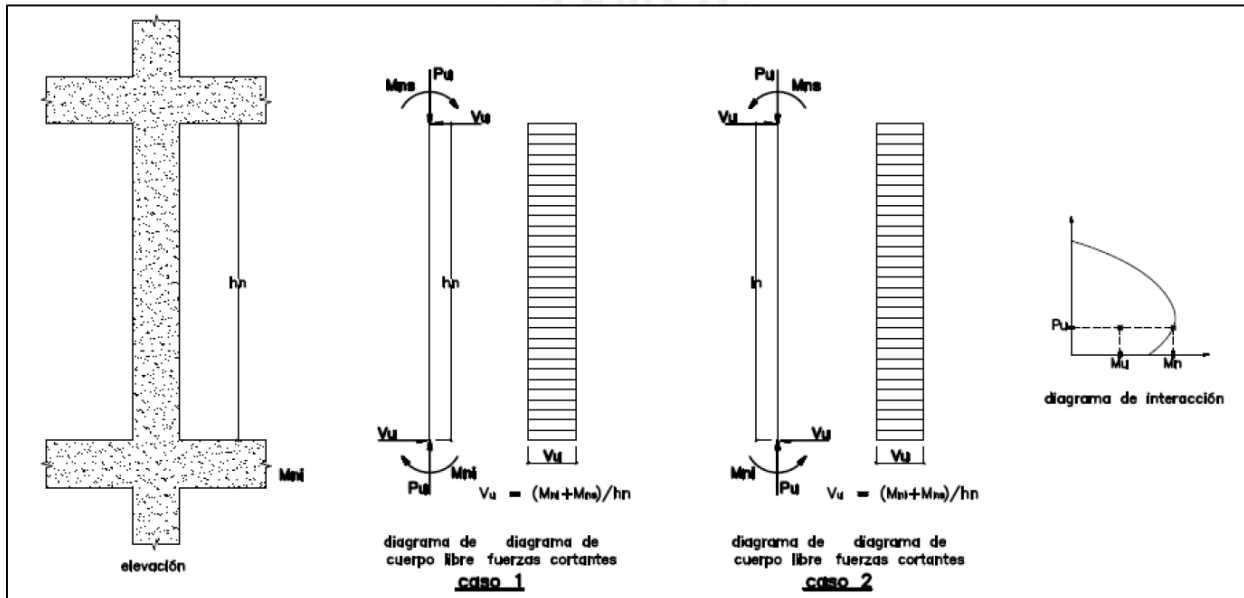 hn
Mni
elevación
Pu
Mns
Vu
hn
Vu
Mni
Pu
Vu
Vu = (Mni+Mns)/hn
diagrama de
cuerpo libre
diagrama de
fuerzas cortantes
caso 1
Pu
Mns
Vu
ln
Vu
Mni
Pu
Vu
Vu = (Mni+Mns)/hn
diagrama de
cuerpo libre
diagrama de
fuerzas cortantes
caso 2
Pu
Mu
Mn
diagrama de interacción